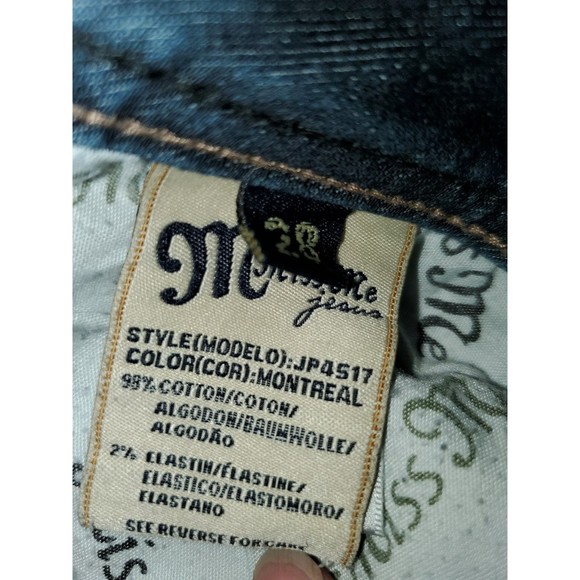 M Miss Me
jesus
STYLE(MODELO):JP4517
COLOR(COR):MONTREAL
98% COTTON/COTON/
ALGODON/BAUMWOLLE/
ALGODÃO
2% ELASTIN/ÉLASTINE/
ELASTICO/ELASTOMORO/
ELASTANO
SEE REVERSE FOR CARE